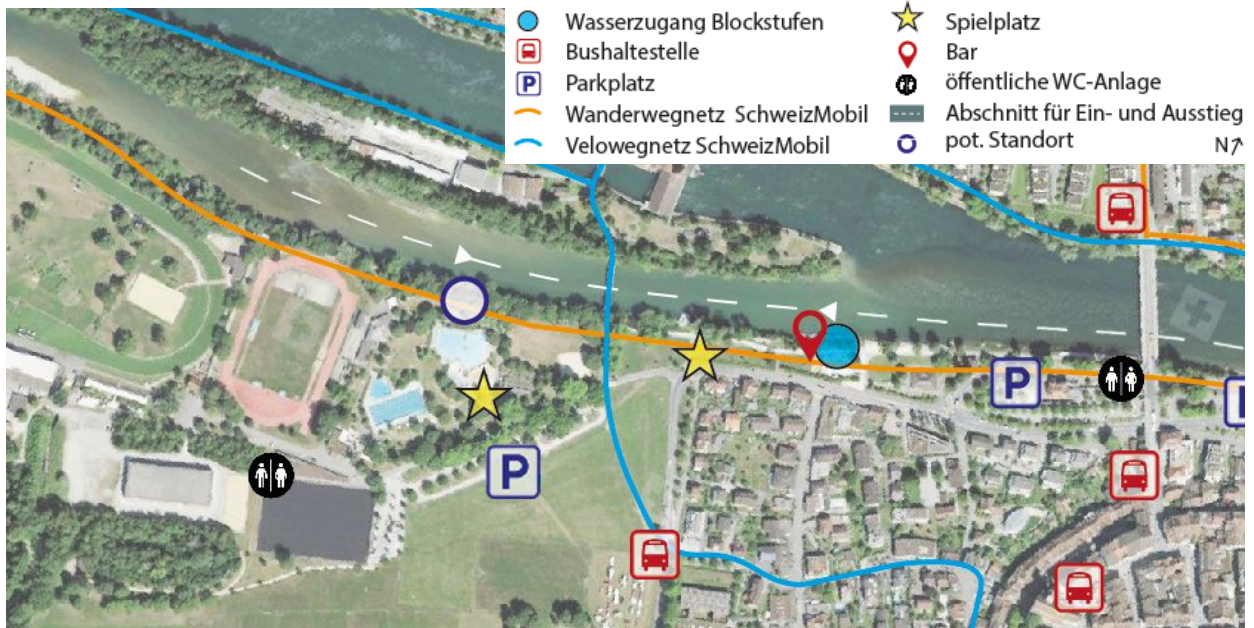 Wasserzugang Blockstufen
Bushaltestelle
P Parkplatz
Wanderwegnetz SchweizMobil
Velowegnetz SchweizMobil
Spielplatz
Bar
öffentliche WC-Anlage
Abschnitt für Ein- und Ausstieg
pot. Standort
N
P
P